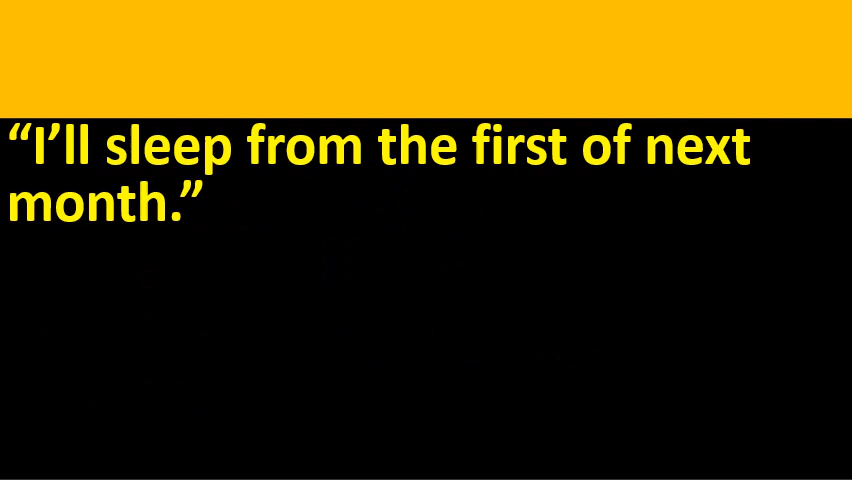 “I’ll sleep from the first of next
month.”